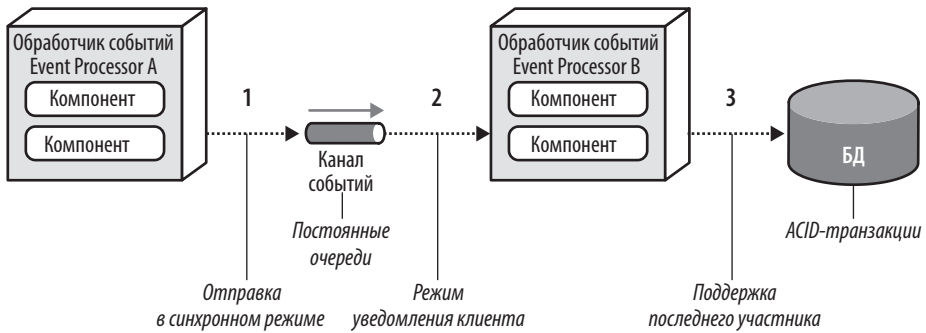 Обработчик событий
Event Processor A
Компонент
Компонент
1
Канал
событий
Постоянные
очереди
2
Обработчик событий
Event Processor B
Компонент
Компонент
3
БД
ACID-транзакции
Отправка
в синхронном режиме
Режим
уведомления клиента
Поддержка
последнего участника